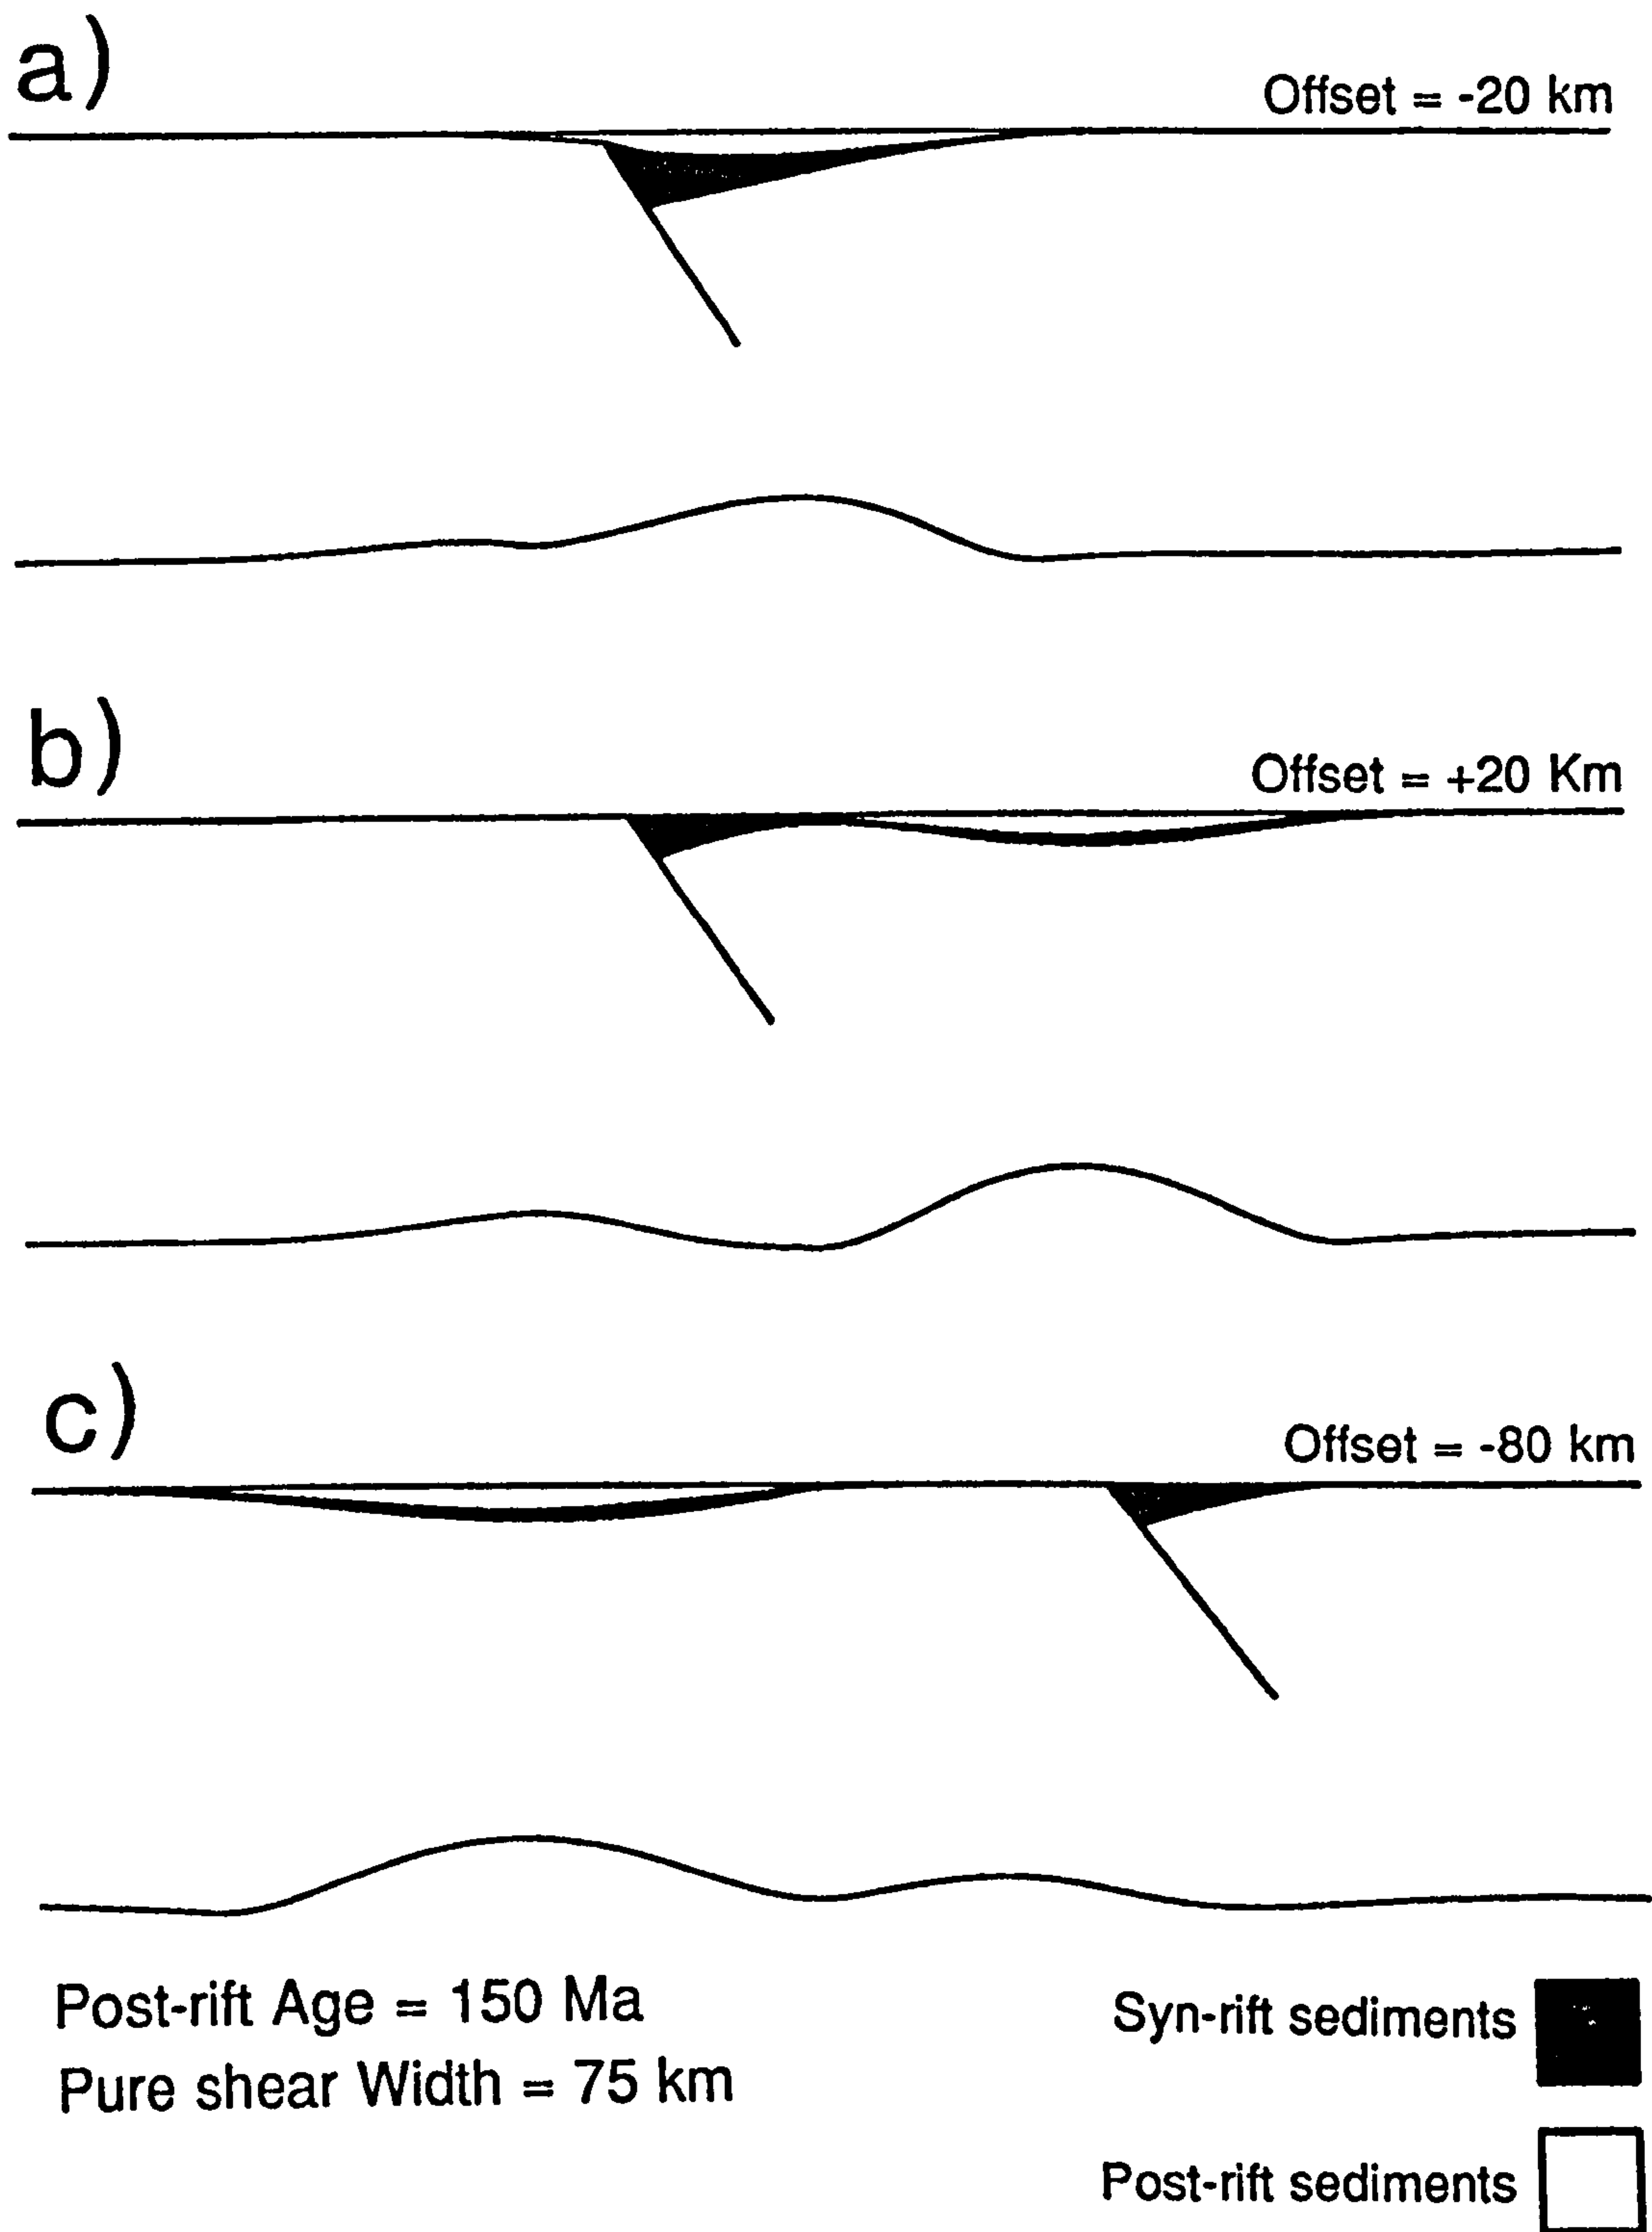 a)
Offset = -20 km
b)
Offset = +20 Km
c)
Offset = -80 km
Post-rift Age = 150 Ma
Pure shear Width = 75 km
Syn-rift sediments
Post-rift sediments